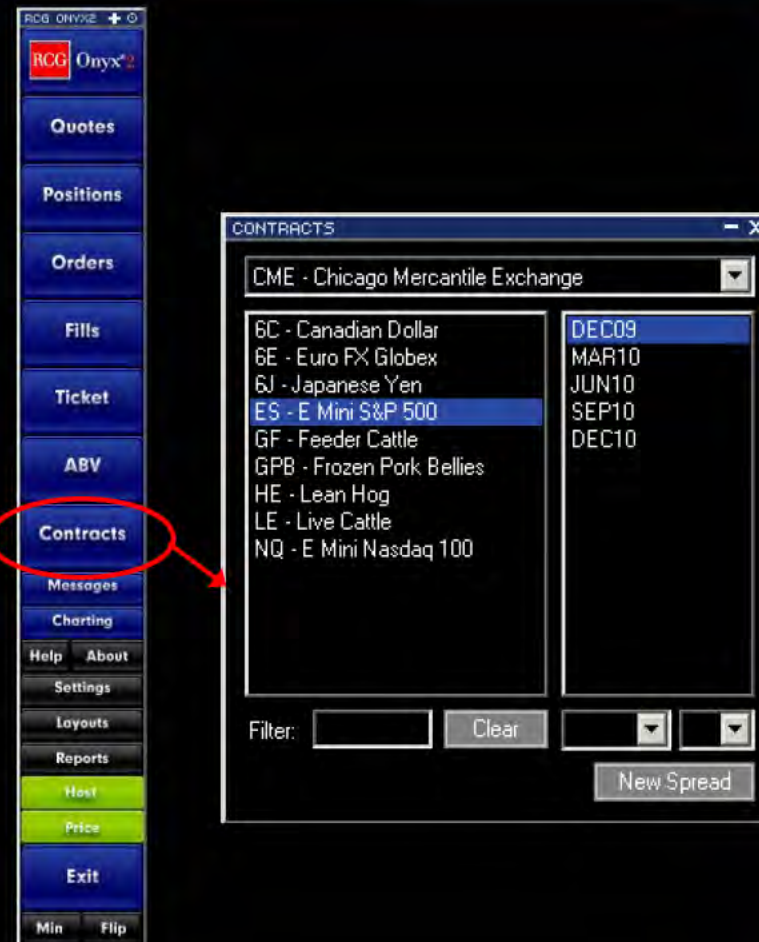 RCG ONYX2
RCG Onyx®2
Quotes
Positions
Orders
Fills
Ticket
ABV
Contracts
Messages
Charting
Help About
Settings
Layouts
Reports
Host
Price
Exit
Min Flip
CONTRACTS
CME - Chicago Mercantile Exchange
6C - Canadian Dollar
6E - Euro FX Globex
6J - Japanese Yen
ES - E Mini S&P 500
GF - Feeder Cattle
GPB - Frozen Pork Bellies
HE - Lean Hog
LE - Live Cattle
NQ - E Mini Nasdaq 100
DEC09
MAR10
JUN10
SEP10
DEC10
Filter:
Clear
New Spread